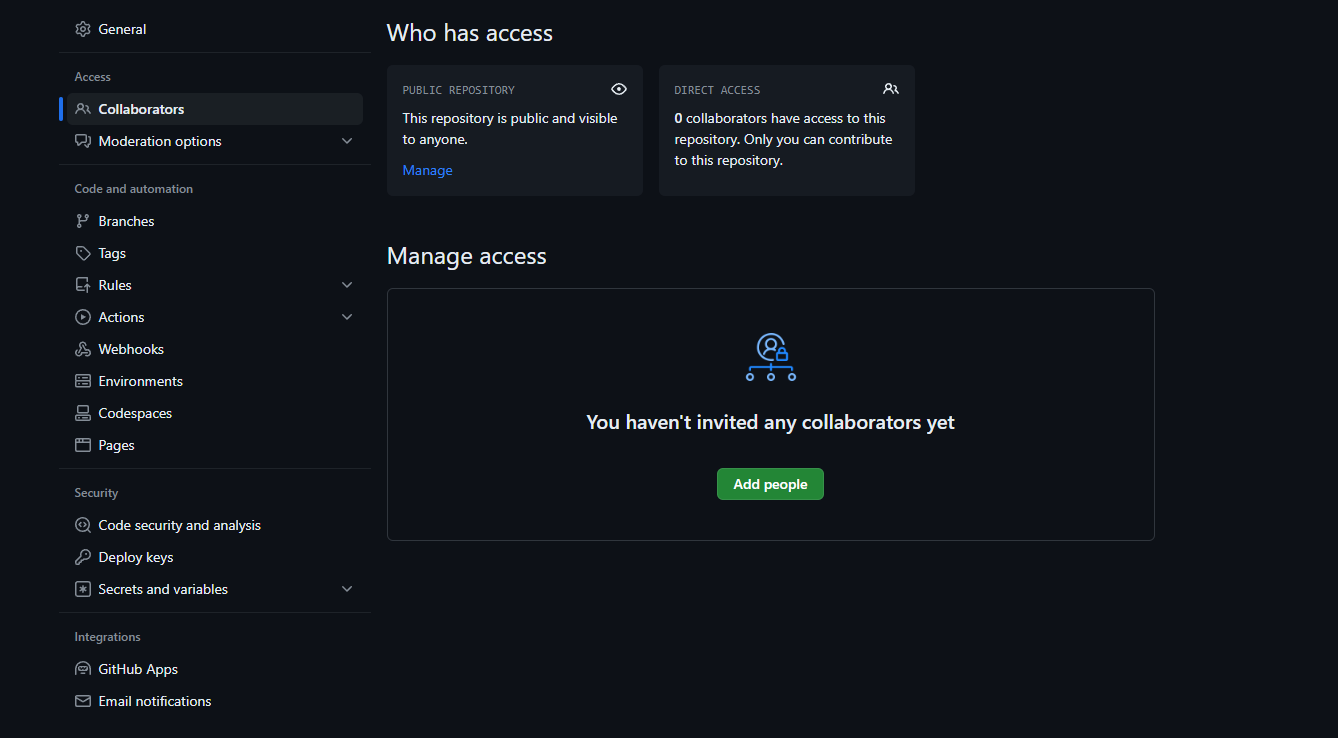 General
Access
Collaborators
Moderation options
Code and automation
Branches
Tags
Rules
Actions
Webhooks
Environments
Codespaces
Pages
Security
Code security and analysis
Deploy keys
Secrets and variables
Integrations
GitHub Apps
Email notifications
Who has access
PUBLIC REPOSITORY
This repository is public and visible
to anyone.
Manage
DIRECT ACCESS
0 collaborators have access to this
repository. Only you can contribute
to this repository.
Manage access
You haven't invited any collaborators yet
Add people